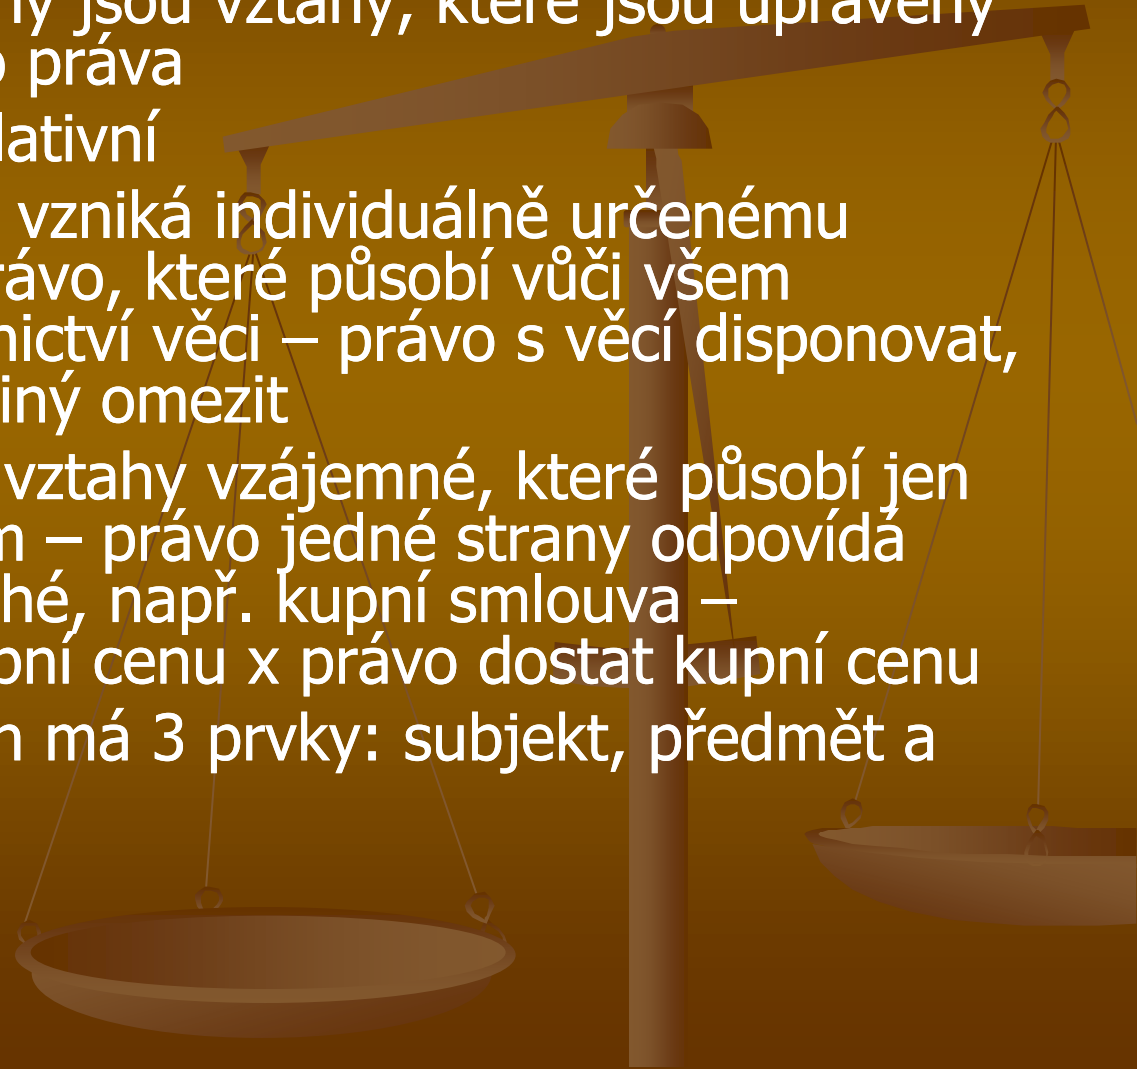 ny jsou vztahy, které jsou upraveny
o práva
lativní
vzniká individuálně určenému
rávo, které působí vůči všem
nictví věci – právo s věcí disponovat,
iný omezit
vztahy vzájemné, které působí jen
m – právo jedné strany odpovídá
hé, např. kupní smlouva –
pní cenu x právo dostat kupní cenu
n má 3 prvky: subjekt, předmět a